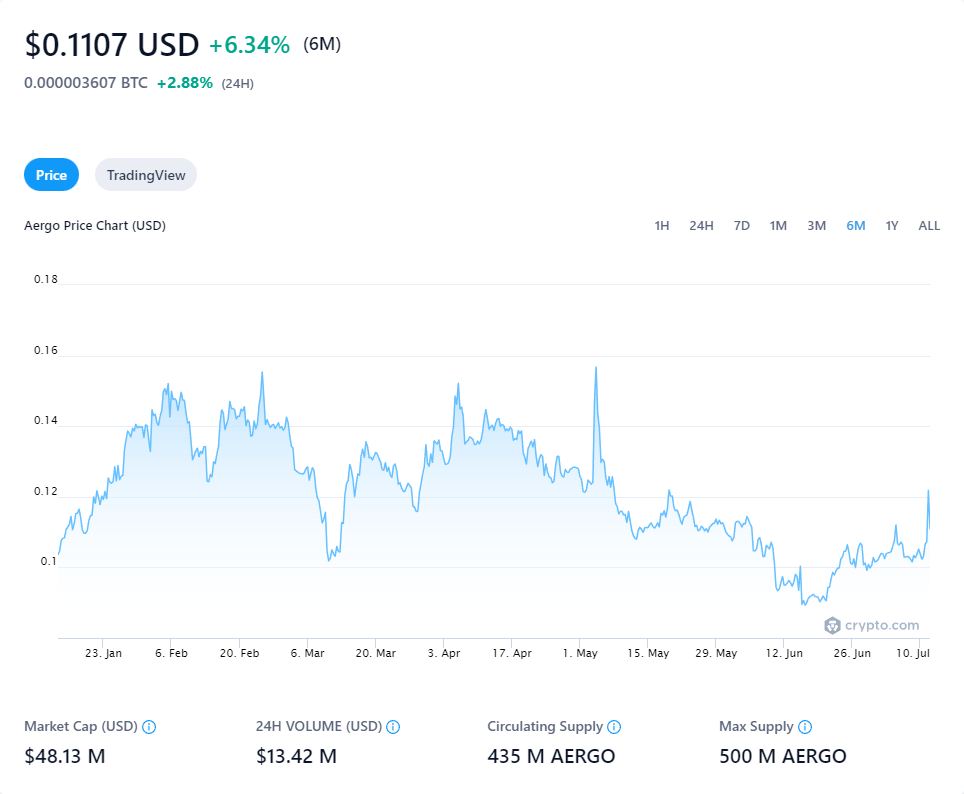 $0.1107 USD +6.34% (6M)
0.000003607 BTC +2.88% (24H)
Price TradingView
Aergo Price Chart (USD) 1H 24H 7D 1M 3M 6M 1Y ALL
0.18
0.16
0.14
0.12
0.1
crypto.com
23. Jan 6. Feb 20. Feb 6. Mar 20. Mar 3. Apr 17. Apr 1. May 15. May 29. May 12. Jun 26. Jun 10. Jul
Market Cap (USD) 24H VOLUME (USD) Circulating Supply Max Supply
$48.13 M $13.42 M 435 M AERGO 500 M AERGO